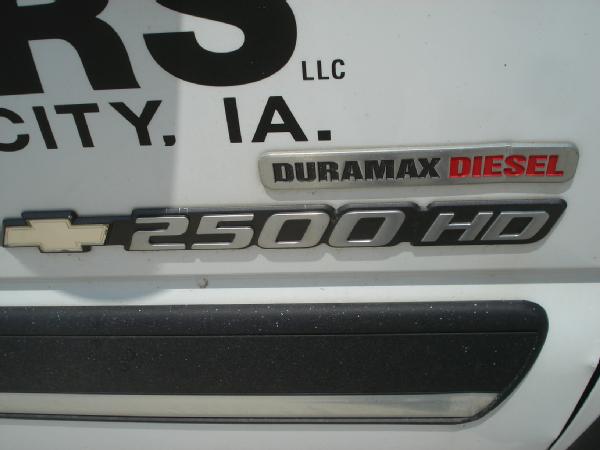 RS
LLC
CITY, IA.
DURAMAX DIESEL
2500 HD